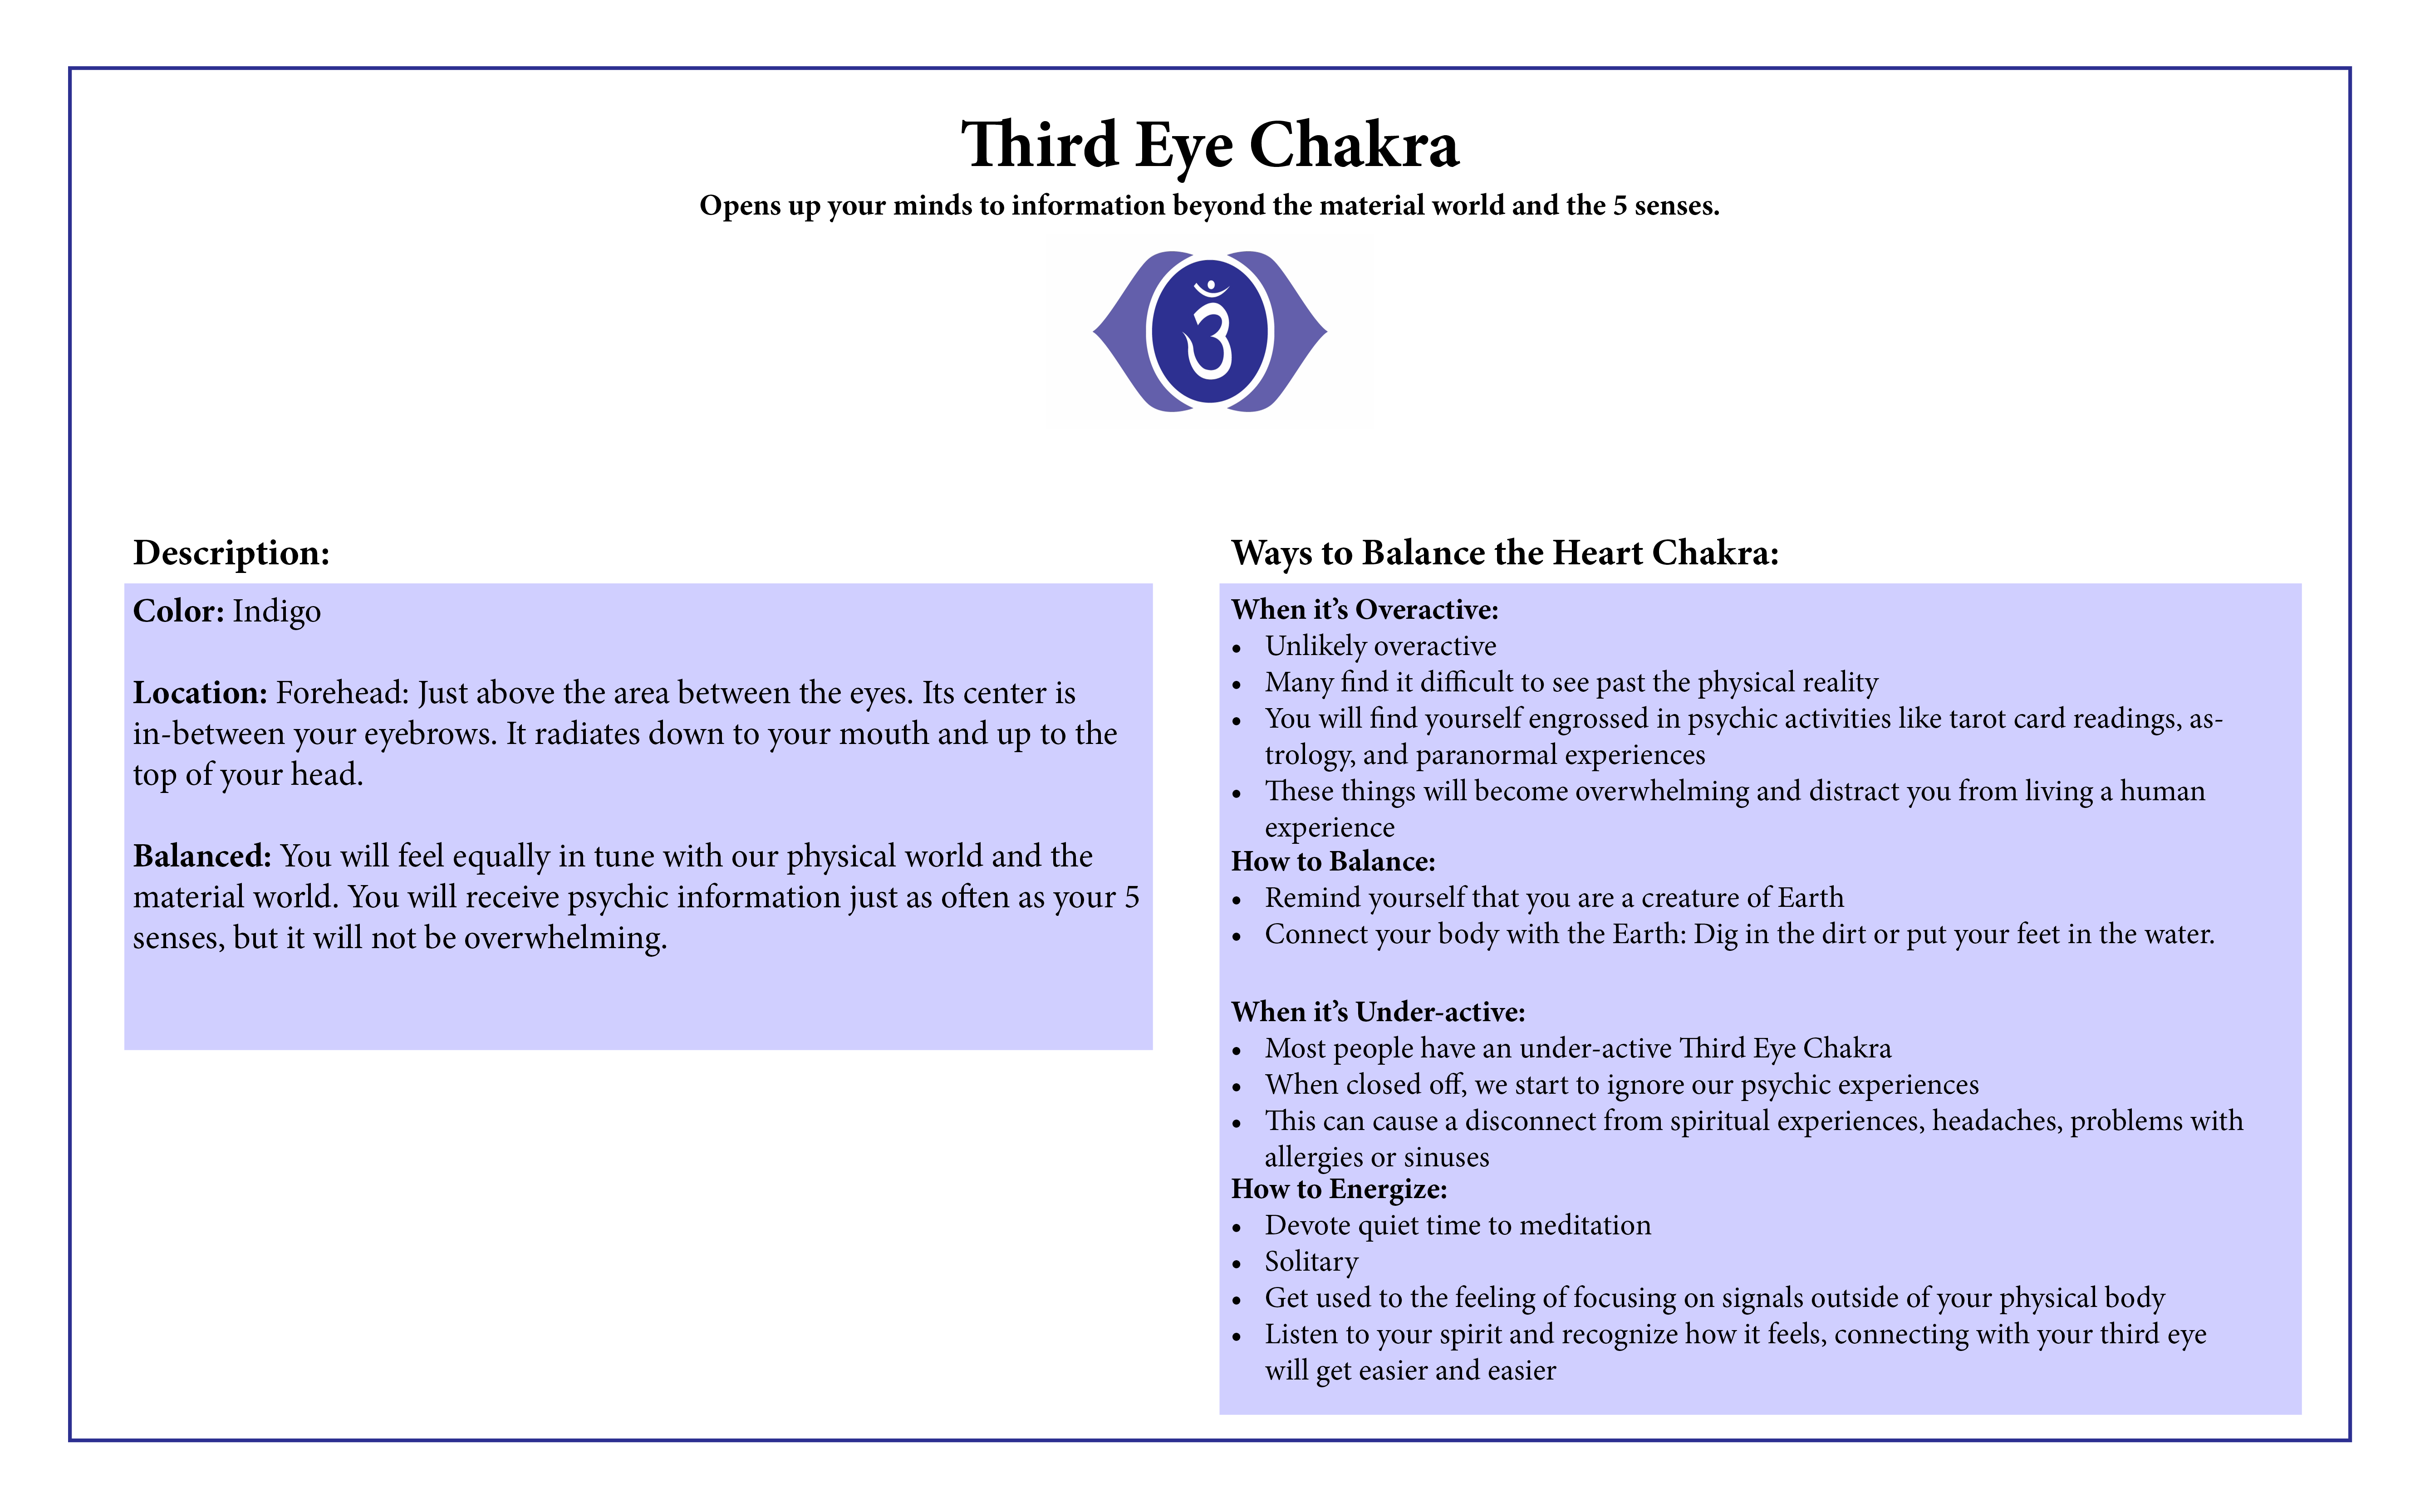 Third Eye Chakra
Opens up your minds to information beyond the material world and the 5 senses.
ॐ
Description:
Color: Indigo
Location: Forehead: Just above the area between the eyes. Its center is
in-between your eyebrows. It radiates down to your mouth and up to the
top of your head.
Balanced: You will feel equally in tune with our physical world and the
material world. You will receive psychic information just as often as your 5
senses, but it will not be overwhelming.
Ways to Balance the Heart Chakra:
When it's Overactive:
• Unlikely overactive
• Many find it difficult to see past the physical reality
• You will find yourself engrossed in psychic activities like tarot card readings, as-
trology, and paranormal experiences
• These things will become overwhelming and distract you from living a human
experience
How to Balance:
• Remind yourself that you are a creature of Earth
• Connect your body with the Earth: Dig in the dirt or put your feet in the water.
When it's Under-active:
• Most people have an under-active Third Eye Chakra
• When closed off, we start to ignore our psychic experiences
• This can cause a disconnect from spiritual experiences, headaches, problems with
allergies or sinuses
How to Energize:
• Devote quiet time to meditation
• Solitary
• Get used to the feeling of focusing on signals outside of your physical body
• Listen to your spirit and recognize how it feels, connecting with your third eye
will get easier and easier